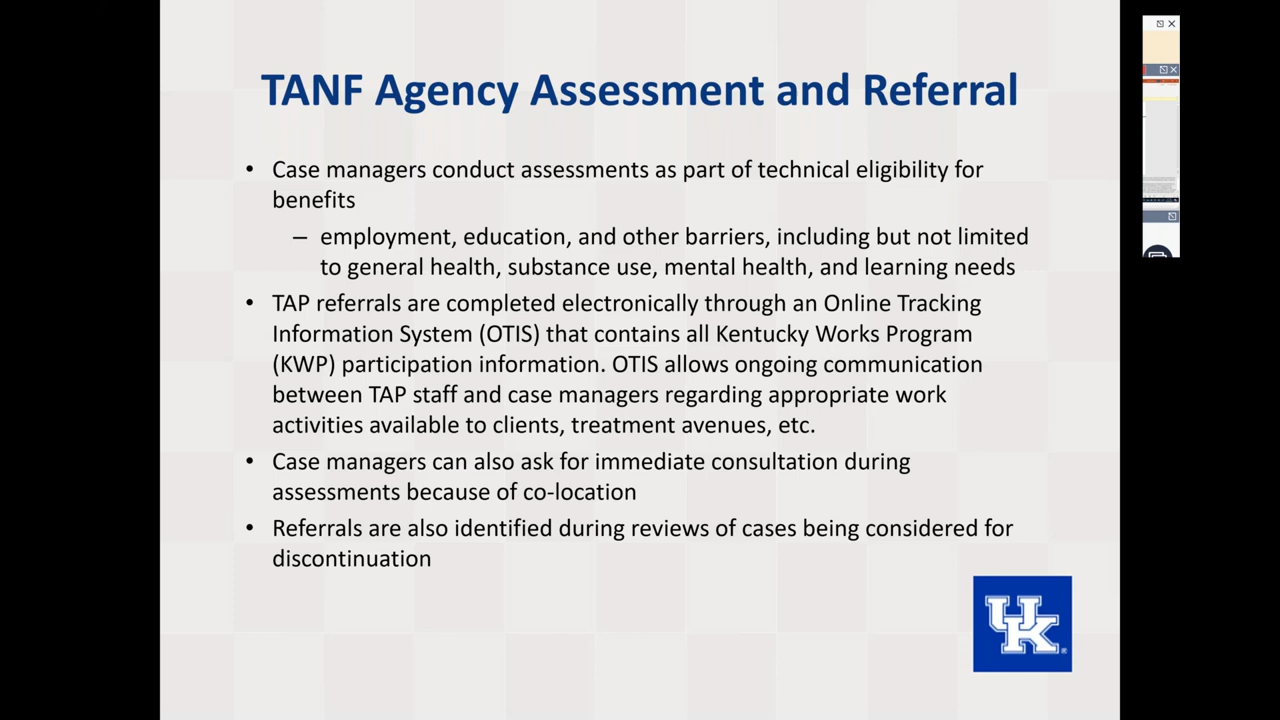 TANF Agency Assessment and Referral
• Case managers conduct assessments as part of technical eligibility for
benefits
– employment, education, and other barriers, including but not limited
to general health, substance use, mental health, and learning needs
• TAP referrals are completed electronically through an Online Tracking
Information System (OTIS) that contains all Kentucky Works Program
(KWP) participation information. OTIS allows ongoing communication
between TAP staff and case managers regarding appropriate work
activities available to clients, treatment avenues, etc.
• Case managers can also ask for immediate consultation during
assessments because of co-location
• Referrals are also identified during reviews of cases being considered for
discontinuation
UK
®